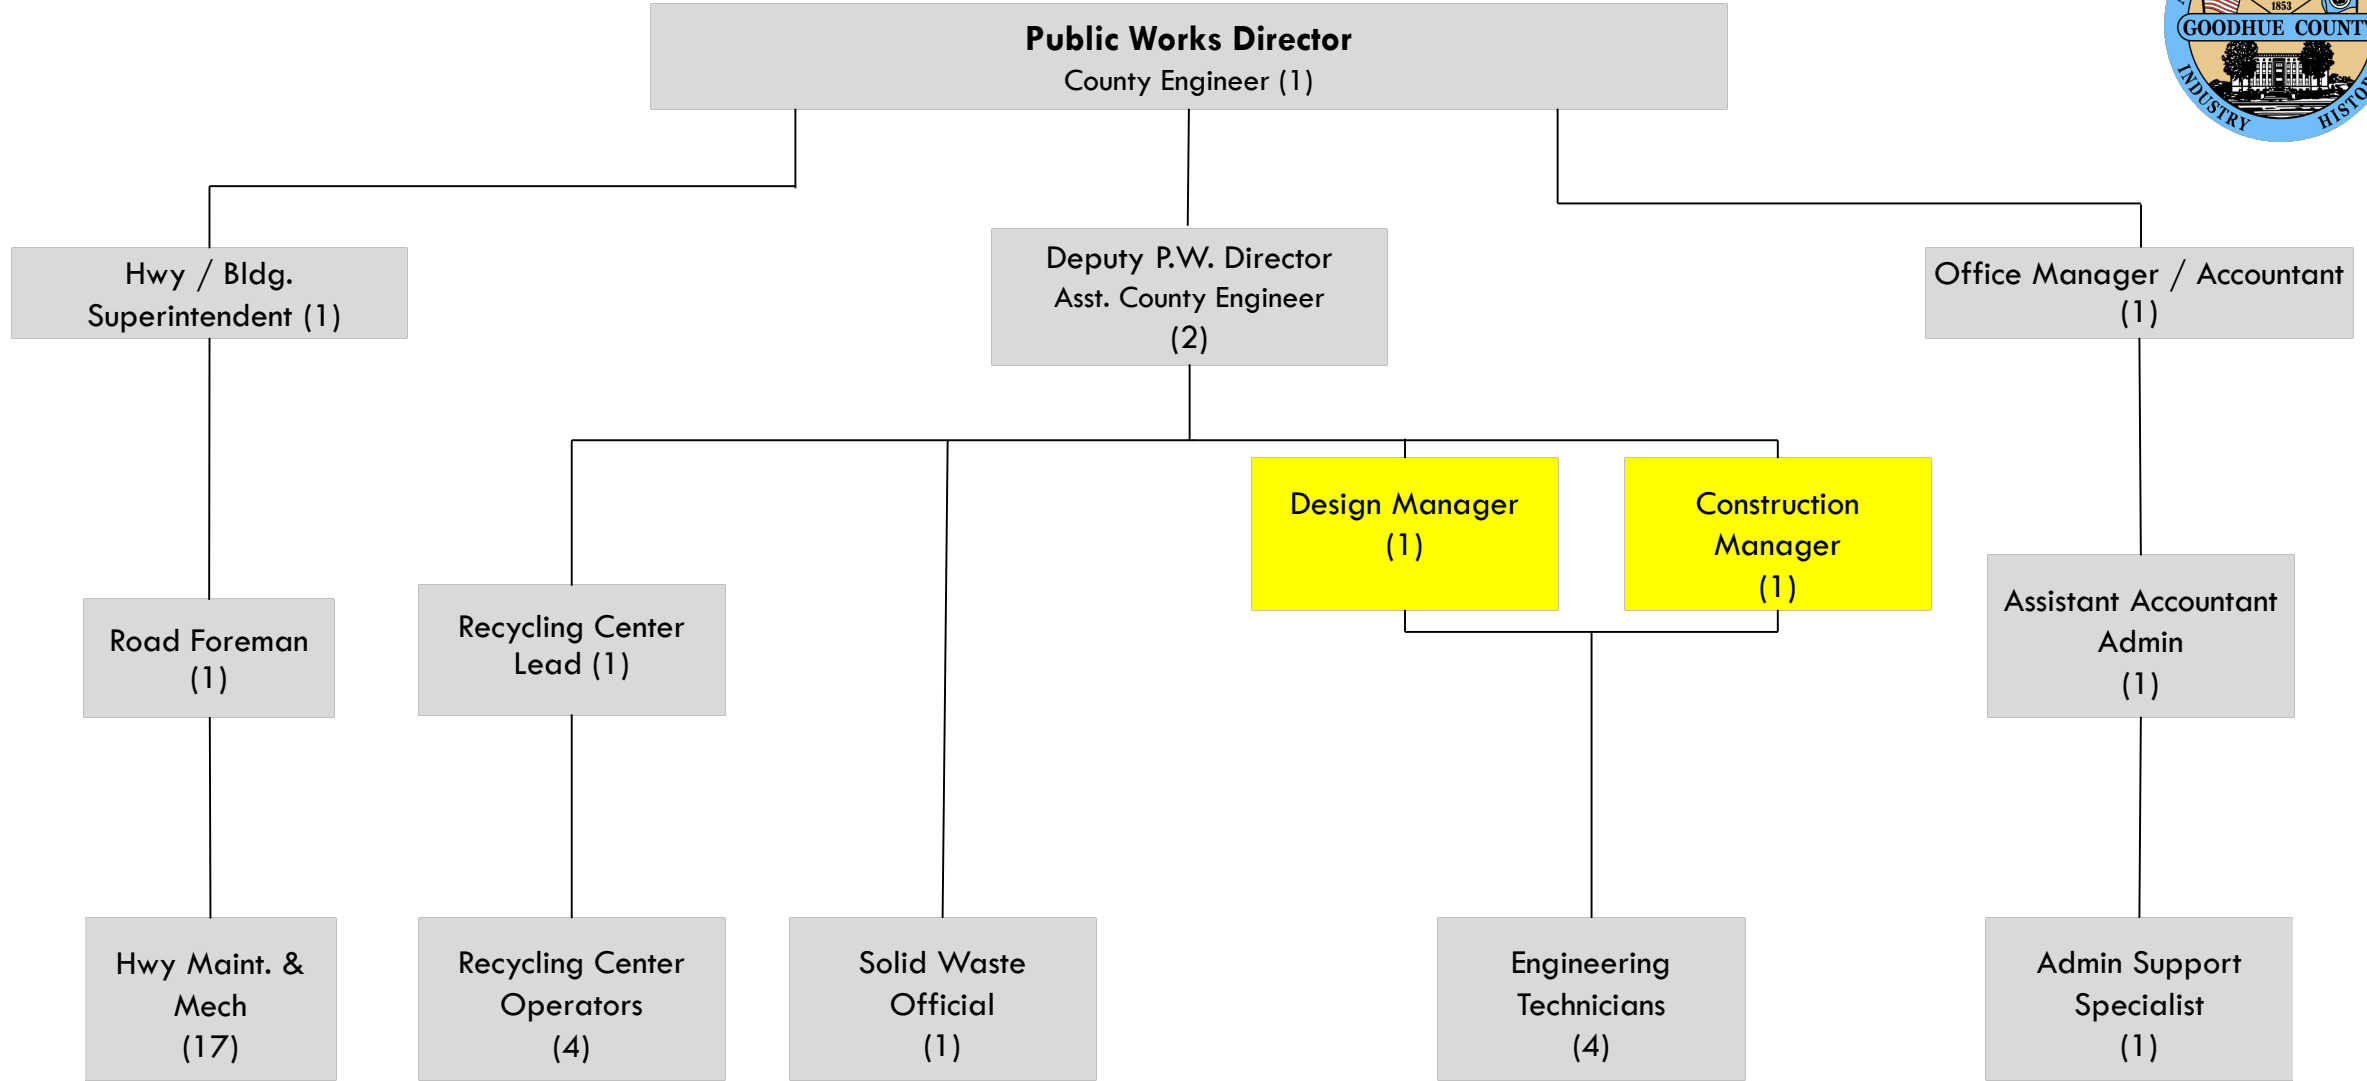 1853
GOODHUE COUNTY
INDUSTRY
Public Works Director
County Engineer (1)
Hwy / Bldg.
Superintendent (1)
Deputy P.W. Director
Asst. County Engineer
(2)
Office Manager / Accountant
(1)
Design Manager
(1)
Construction
Manager
(1)
Road Foreman
(1)
Recycling Center
Lead (1)
Assistant Accountant
Admin
(1)
Hwy Maint. &
Mech
(17)
Recycling Center
Operators
(4)
Solid Waste
Official
(1)
Engineering
Technicians
(4)
Admin Support
Specialist
(1)